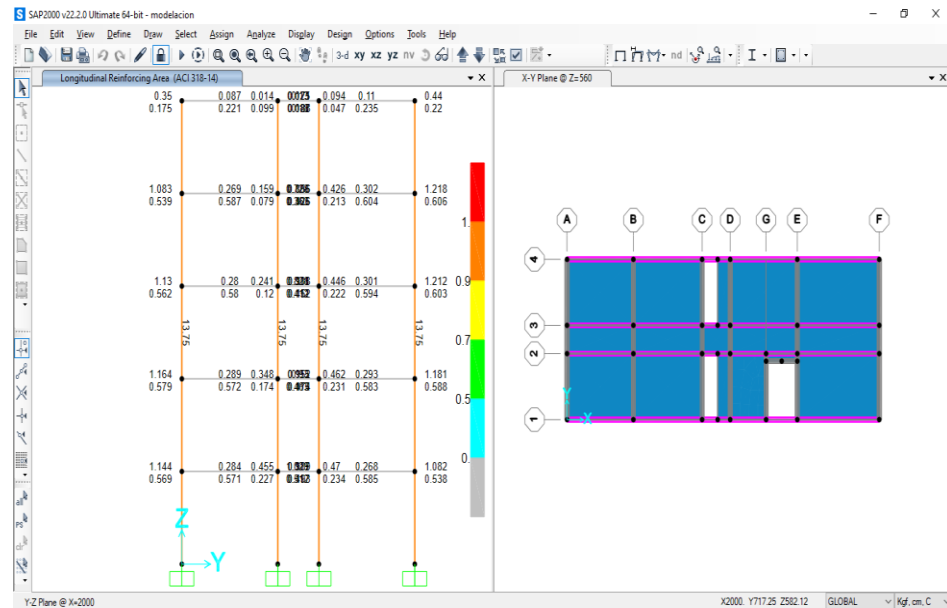 SAP2000 v22.2.0 Ultimate 64-bit - modelacion
File Edit View Define Draw Select Assign Analyze Display Design Options Tools Help
3-d xy xz yz nv nd
Longitudinal Reinforcing Area (ACI 318-14)
X-Y Plane @ Z=560
0.35 0.087 0.014 0.094 0.11 0.44
0.175 0.221 0.099 0.047 0.235 0.22
1.083 0.269 0.159 0.426 0.302 1.218
0.539 0.587 0.079 0.213 0.604 0.606
1.13 0.28 0.241 0.446 0.301 1.212
0.562 0.58 0.12 0.222 0.594 0.603
13.75 13.75 13.75 13.75
1.164 0.289 0.348 0.462 0.293 1.181
0.579 0.572 0.174 0.231 0.583 0.588
1.144 0.284 0.455 0.47 0.268 1.082
0.569 0.571 0.227 0.234 0.585 0.538
Z
Y
1.
0.9
0.7
0.5
0.
A B C D G E F
4
3
2
1
Y
X
all
PS
clr
Y-Z Plane @ X=2000
X2000. Y717.25 Z582.12
GLOBAL
Kgf, cm, C